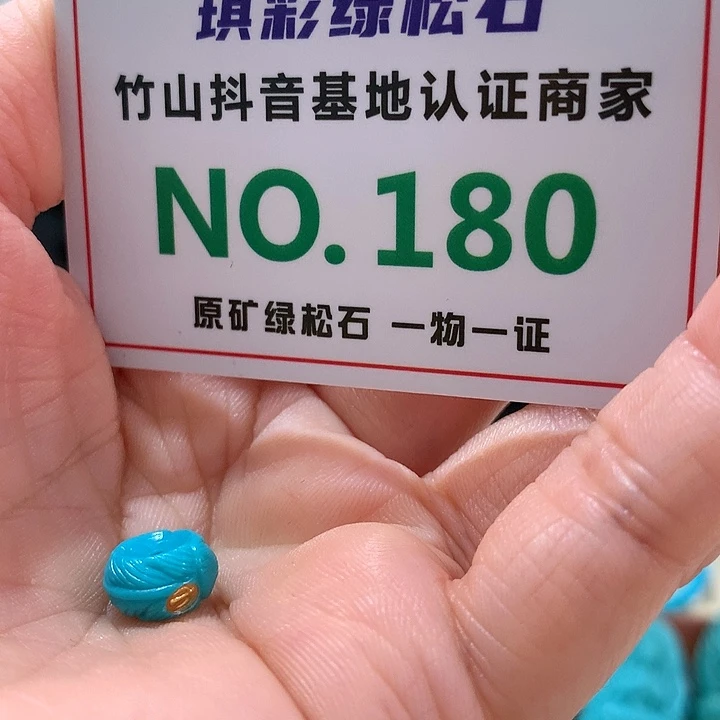 琪彩绿松石
竹山抖音基地认证商家
NO.180
原矿绿松石 一物一证